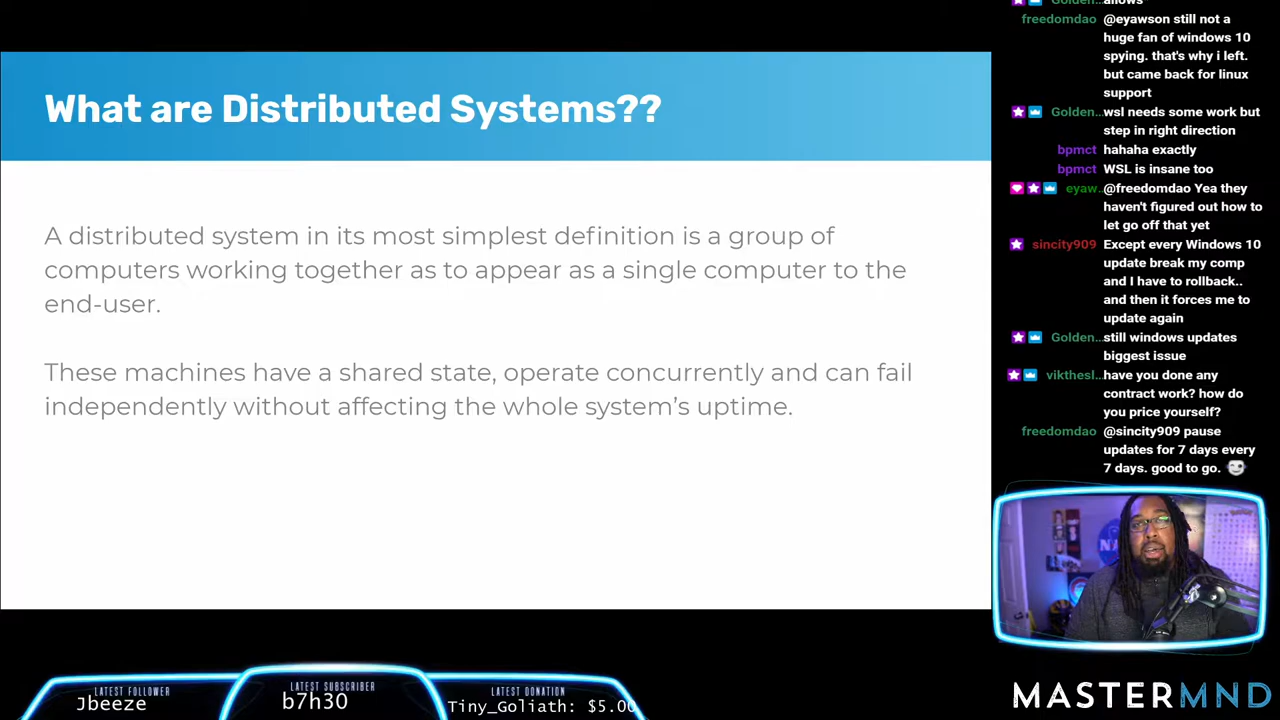 What are Distributed Systems??
A distributed system in its most simplest definition is a group of
computers working together as to appear as a single computer to the
end-user.
These machines have a shared state, operate concurrently and can fail
independently without affecting the whole system's uptime.
Golden... allows
freedomdao @eyawson still not a
huge fan of windows 10
spying. that's why i left.
but came back for linux
support
Golden... wsl needs some work but
step in right direction
bpmct hahaha exactly
bpmct WSL is insane too
eyaw... @freedomdao Yea they
haven't figured out how to
let go off that yet
sincity909 Except every Windows 10
update break my comp
and I have to rollback..
and then it forces me to
update again
Golden... still windows updates
biggest issue
vikthesl... have you done any
contract work? how do
you price yourself?
freedomdao @sincity909 pause
updates for 7 days every
7 days. good to go.
NASA
LATEST FOLLOWER
Jbeeze
LATEST SUBSCRIBER
b7h30
LATEST DONATION
Tiny_Goliath: $5.00
MASTERMND